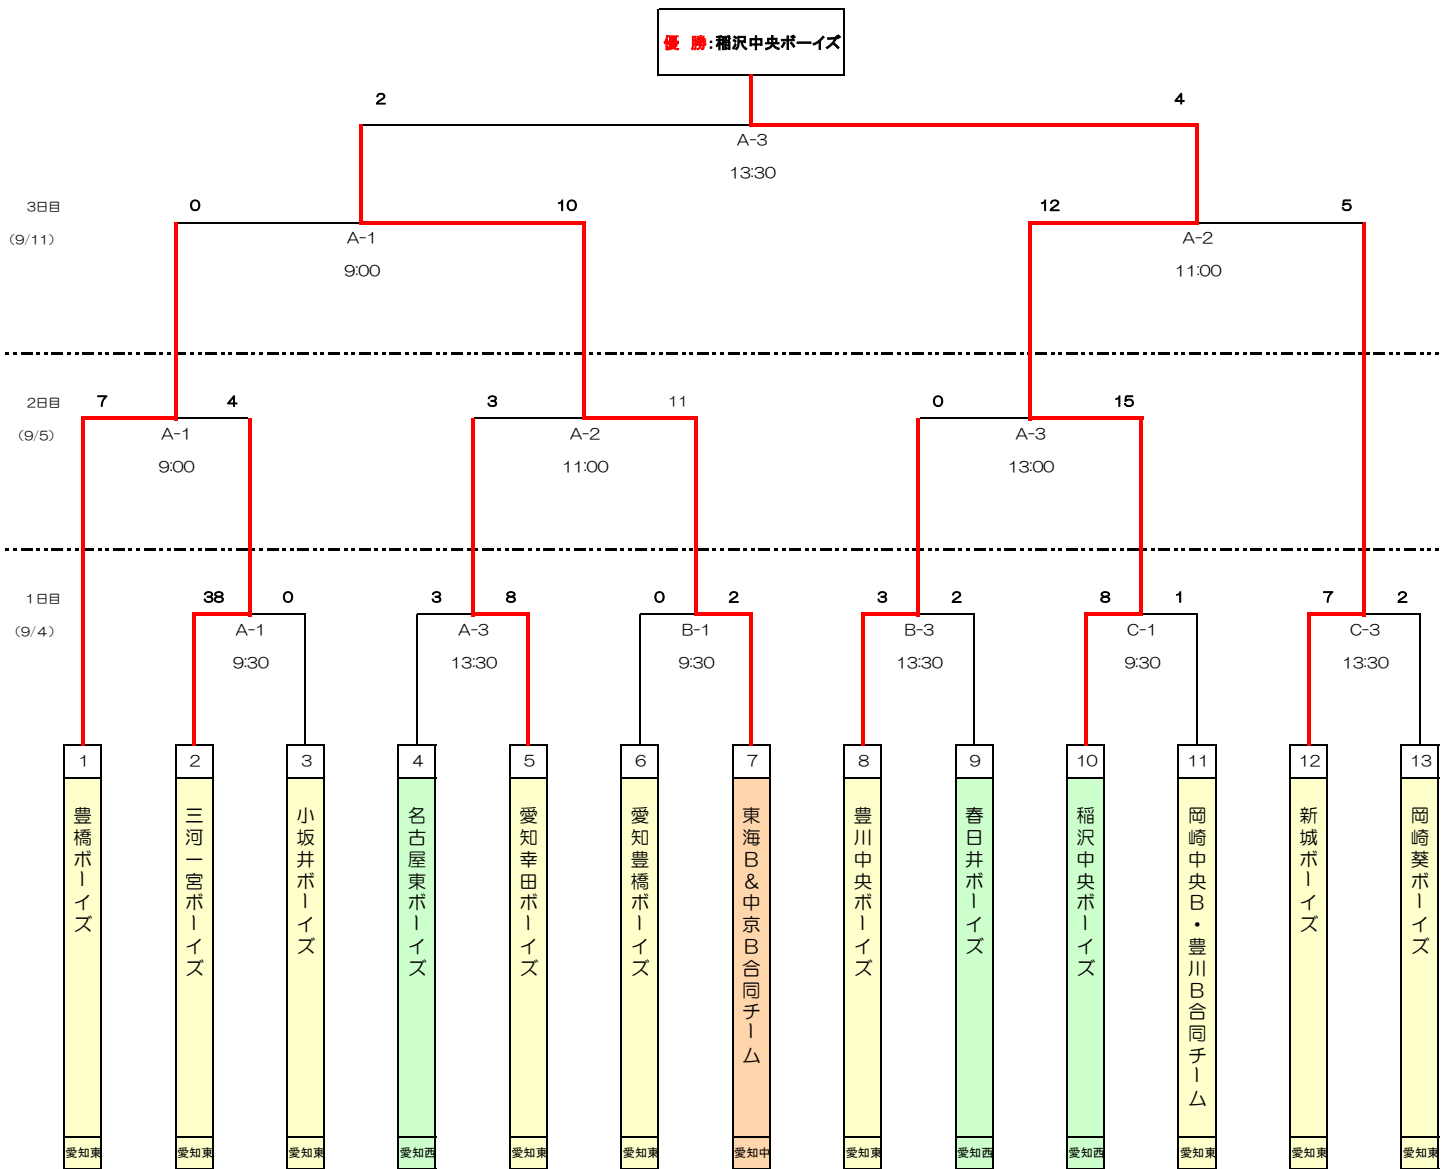 優 勝:稲沢中央ボーイズ
2 4
A-3
13:30
3日目 0 10 12 5
(9/11) A-1 A-2
9:00 11:00
2日目 7 4 3 11 0 15
(9/5) A-1 A-2 A-3
9:00 11:00 13:00
1日目 38 0 3 8 0 2 3 2 8 1 7 2
(9/4) A-1 A-3 B-1 B-3 C-1 C-3
9:30 13:30 9:30 13:30 9:30 13:30
1 2 3 4 5 6 7 8 9 10 11 12 13
豊橋ボーイズ
三河一宮ボーイズ
小坂井ボーイズ
名古屋東ボーイズ
愛知幸田ボーイズ
愛知豊橋ボーイズ
東海B&中京B合同チーム
豊川中央ボーイズ
春日井ボーイズ
稲沢中央ボーイズ
岡崎中央B・豊川B合同チーム
新城ボーイズ
岡崎葵ボーイズ
愛知東 愛知東 愛知東 愛知西 愛知東 愛知東 愛知中 愛知東 愛知西 愛知西 愛知東 愛知東 愛知東